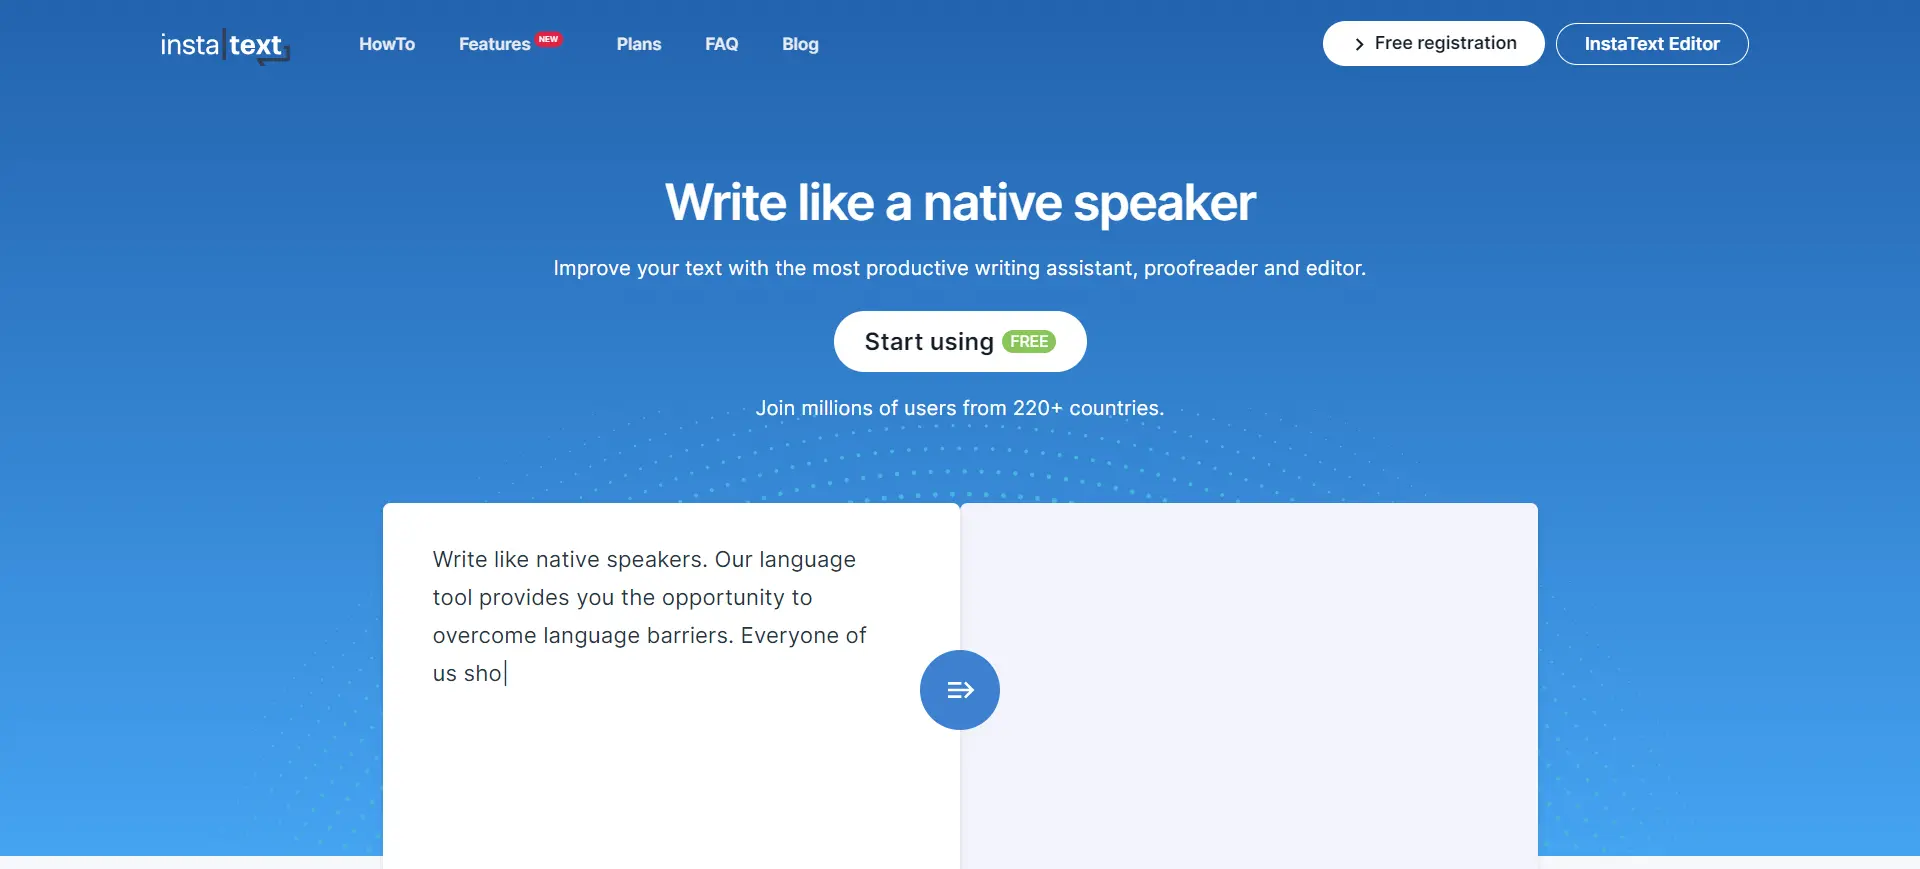 insta|text
HowTo
Features NEW
Plans
FAQ
Blog
Free registration
InstaText Editor
Write like a native speaker
Improve your text with the most productive writing assistant, proofreader and editor.
Start using FREE
Join millions of users from 220+ countries.
Write like native speakers. Our language
tool provides you the opportunity to
overcome language barriers. Everyone of
us sho|